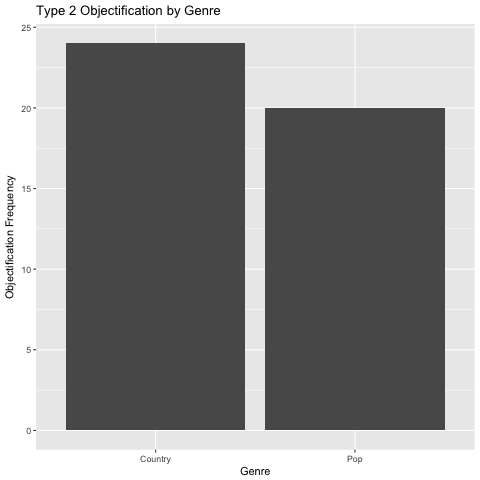 Type 2 Objectification by Genre
Objectification Frequency
25
20
15
10
5
0
Country
Pop
Genre